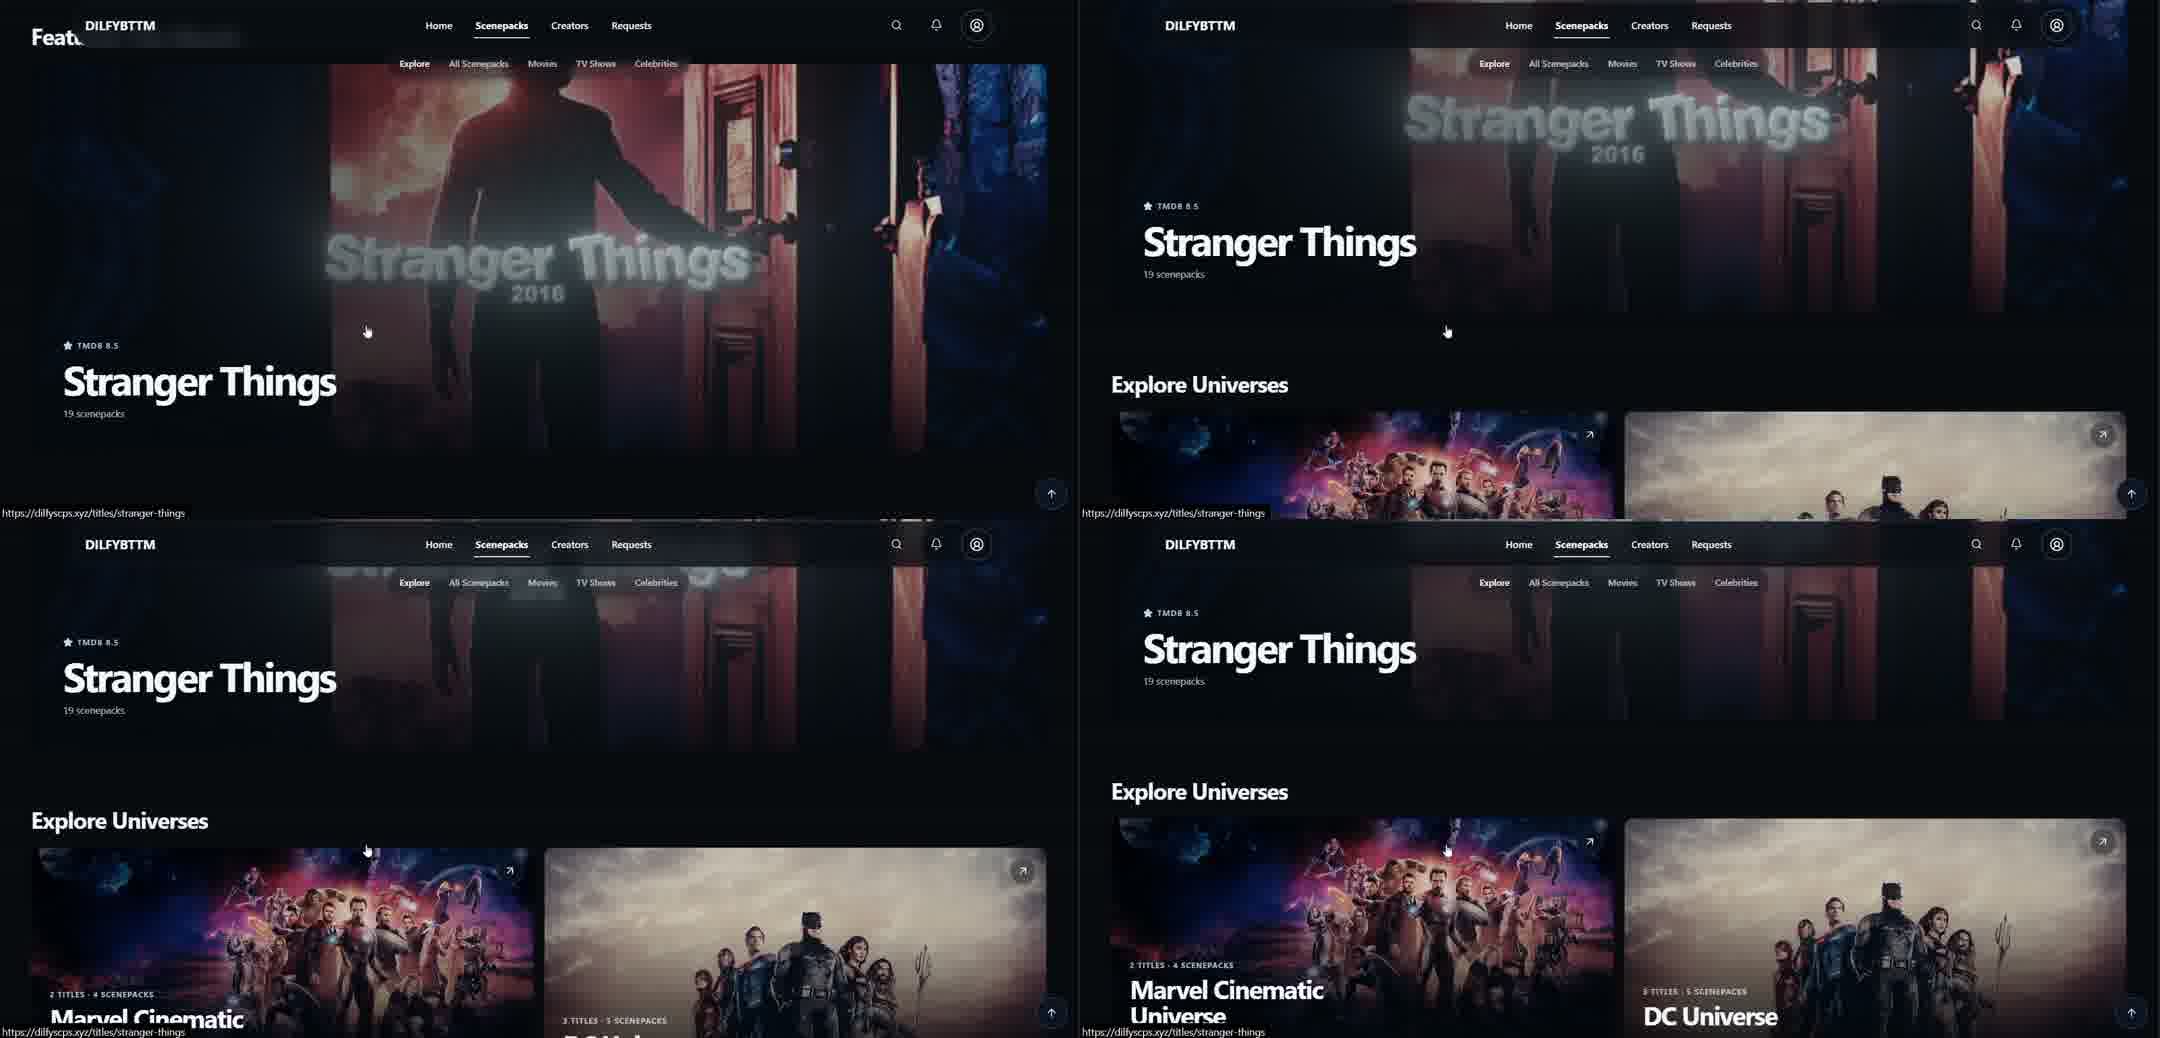 Featu
DILFYBTTM
Home Scenepacks Creators Requests
Explore All Scenepacks Movies TV Shows Celebrities
Stranger Things
2016
TMDB 8.5
Stranger Things
19 scenepacks
https://dilfyscps.xyz/titles/stranger-things
DILFYBTTM
Home Scenepacks Creators Requests
Explore All Scenepacks Movies TV Shows Celebrities
Stranger Things
2016
TMDB 8.5
Stranger Things
19 scenepacks
Explore Universes
https://dilfyscps.xyz/titles/stranger-things
DILFYBTTM
Home Scenepacks Creators Requests
Explore All Scenepacks Movies TV Shows Celebrities
TMDB 8.5
Stranger Things
19 scenepacks
Explore Universes
2 TITLES · 4 SCENEPACKS
Marvel Cinematic
3 TITLES · 5 SCENEPACKS
https://dilfyscps.xyz/titles/stranger-things
DILFYBTTM
Home Scenepacks Creators Requests
Explore All Scenepacks Movies TV Shows Celebrities
TMDB 8.5
Stranger Things
19 scenepacks
Explore Universes
2 TITLES · 4 SCENEPACKS
Marvel Cinematic
Universe
3 TITLES · 5 SCENEPACKS
DC Universe
https://dilfyscps.xyz/titles/stranger-things